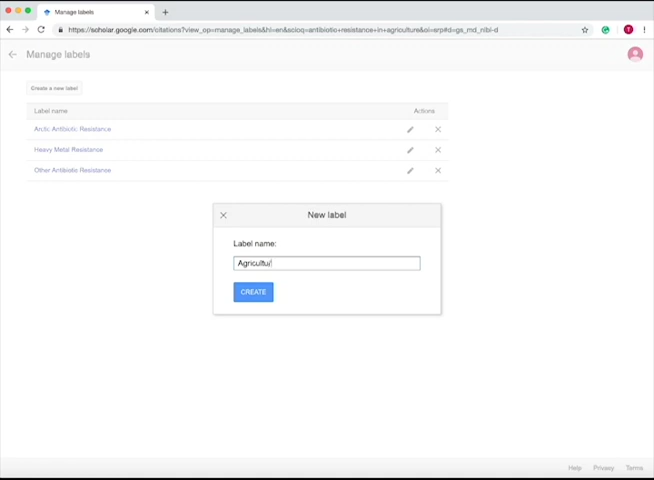 Manage labels
https://scholar.google.com/citations?view_op=manage_labels&hl=en&scioq=antibiotic+resistance+in+agriculture&oi=erp#d=gs_md_nlbl-d
T
Manage labels
Create a new label
Label name Actions
Arctic Antibiotic Resistance
Heavy Metal Resistance
Other Antibiotic Resistance
New label
Label name:
Agricultu
CREATE
Help Privacy Terms